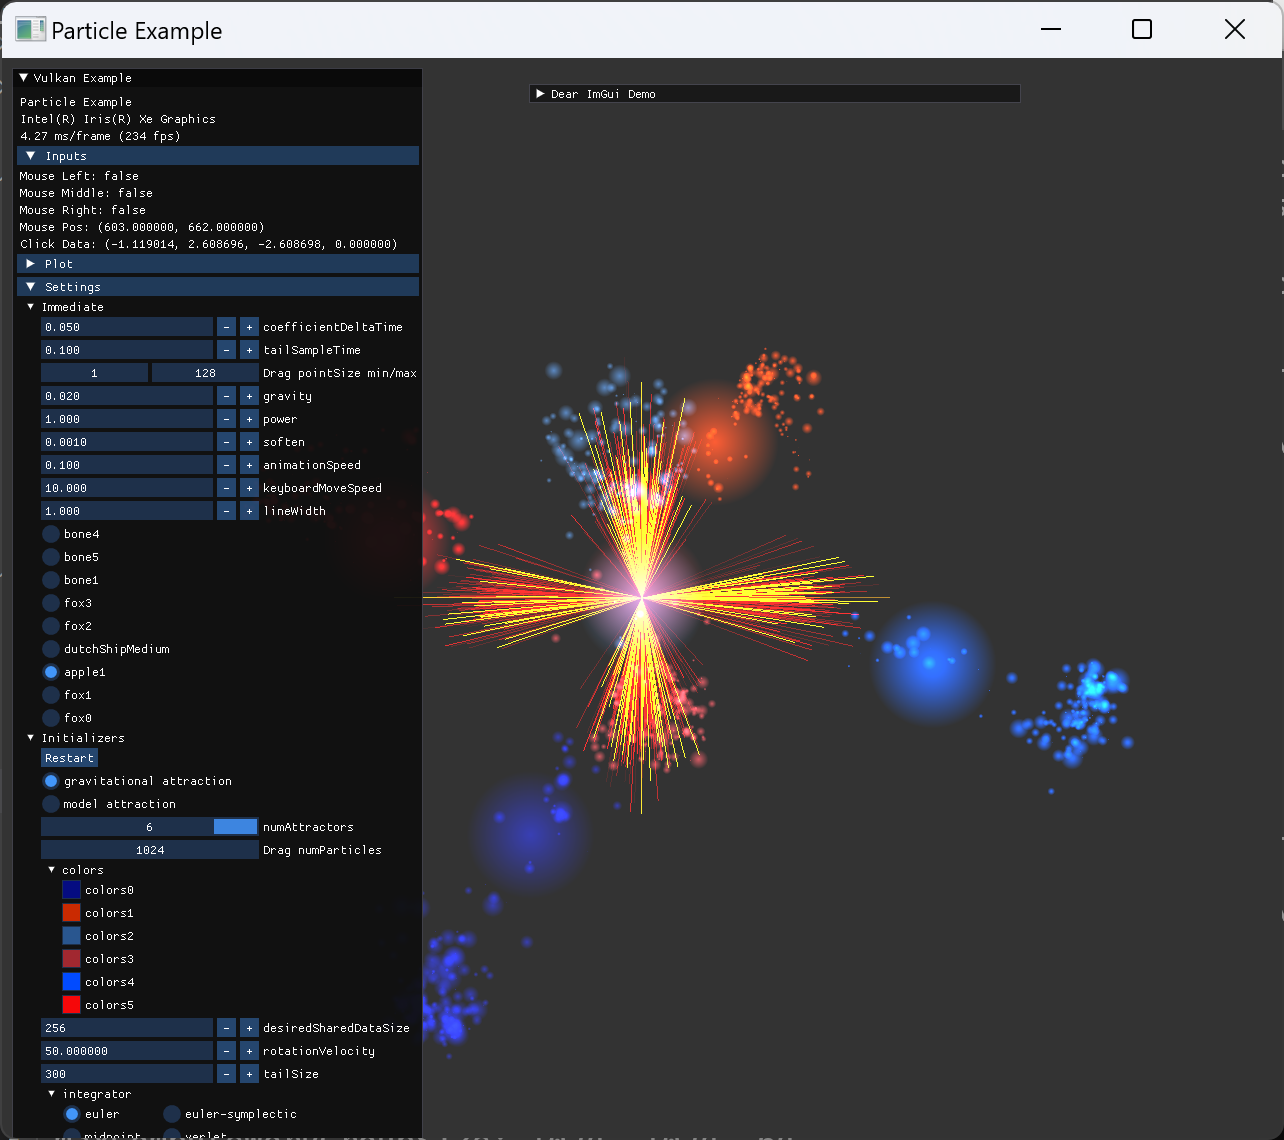 Particle Example
Vulkan Example
Dear ImGui Demo
Particle Example
Intel(R) Iris(R) Xe Graphics
4.27 ms/frame (234 fps)
Inputs
Mouse Left: false
Mouse Middle: false
Mouse Right: false
Mouse Pos: (603.000000, 662.000000)
Click Data: (-1.119014, 2.608696, -2.608698, 0.000000)
Plot
Settings
Immediate
0.050 - + coefficientDeltaTime
0.100 - + tailSampleTime
1 128 Drag pointSize min/max
0.020 - + gravity
1.000 - + power
0.0010 - + soften
0.100 - + animationSpeed
10.000 - + keyboardMoveSpeed
1.000 - + lineWidth
bone4
bone5
bone1
fox3
fox2
dutchShipMedium
apple1
fox1
fox0
Initializers
Restart
gravitational attraction
model attraction
6 numAttractors
1024 Drag numParticles
colors
colors0
colors1
colors2
colors3
colors4
colors5
256 - + desiredSharedDataSize
50.000000 - + rotationVelocity
300 - + tailSize
integrator
euler euler-symplectic
midpoint verlet